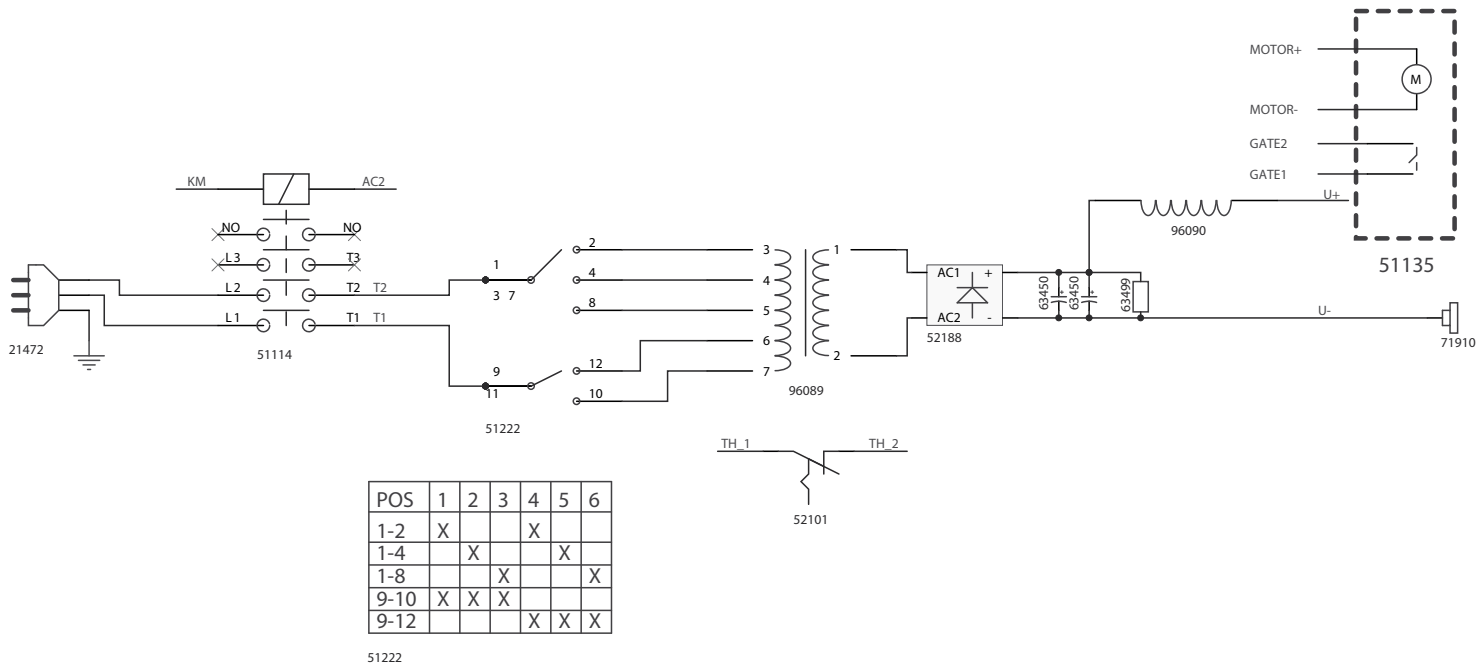 MOTOR+
M
MOTOR-
GATE2
GATE1
KM
AC2
U+
96090
51135
NO
NO
L3
T3
L2
T2
T2
L1
T1
T1
21472
51114
1
3
7
2
4
8
9
11
12
10
51222
3
4
5
6
7
1
2
96089
AC1
+
AC2
-
52188
63450
+
63450
+
63499
U-
71910
TH_1
TH_2
52101
POS 1 2 3 4 5 6
1-2 X X
1-4 X X
1-8 X X
9-10 X X X
9-12 X X X
51222